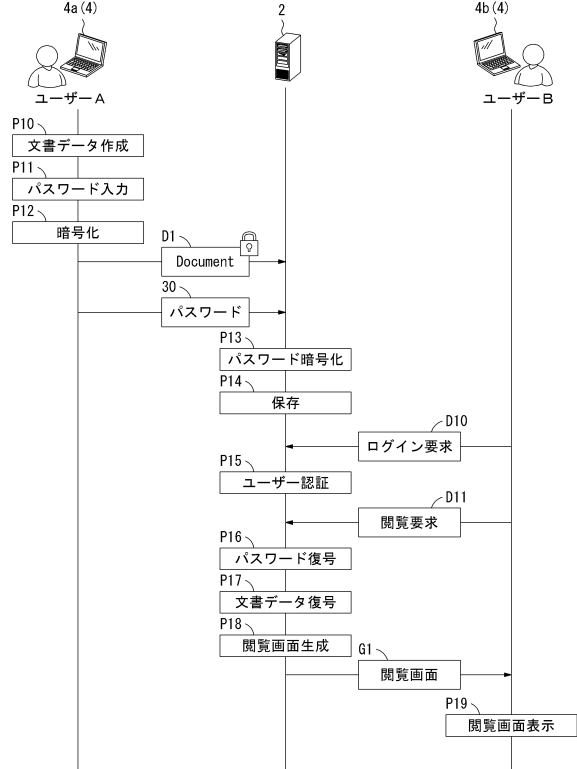 4a(4)
2
4b(4)
ユーザーA
ユーザーB
P10
文書データ作成
P11
パスワード入力
P12
暗号化
D1
Document
30
パスワード
P13
パスワード暗号化
P14
保存
D10
ログイン要求
P15
ユーザー認証
D11
閲覧要求
P16
パスワード復号
P17
文書データ復号
P18
閲覧画面生成
G1
閲覧画面
P19
閲覧画面表示